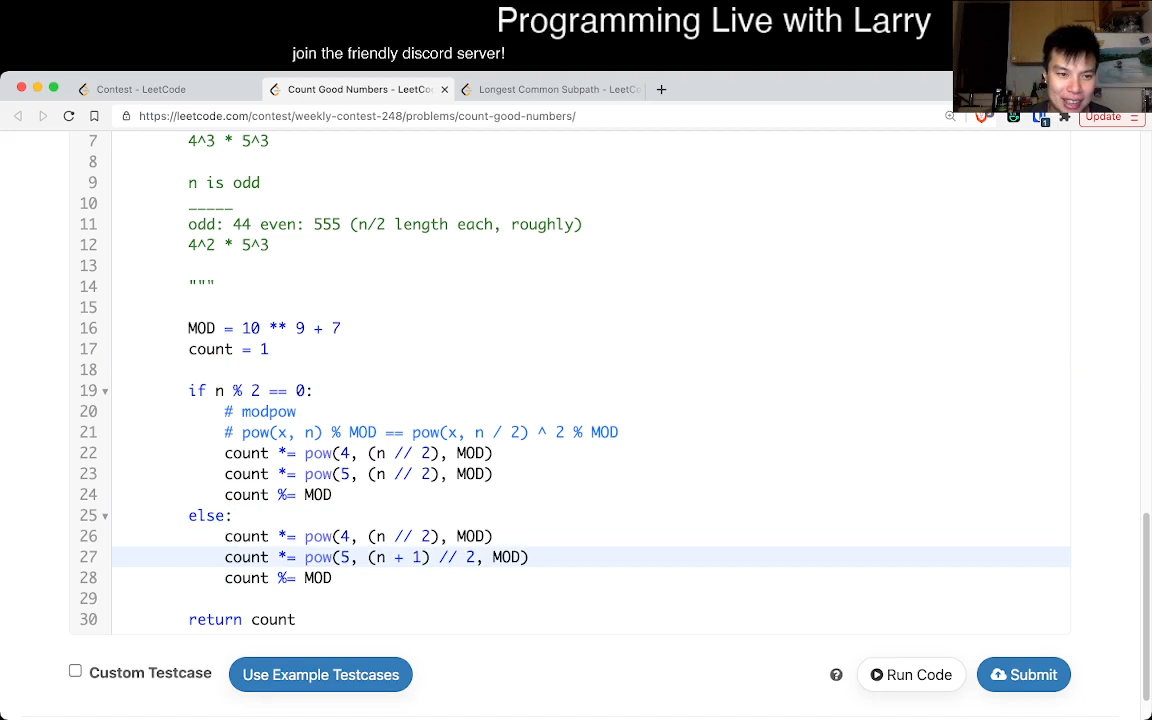 Programming Live with Larry
join the friendly discord server!
Contest - LeetCode
Count Good Numbers - LeetCo
Longest Common Subpath - LeetC
https://leetcode.com/contest/weekly-contest-248/problems/count-good-numbers/
1
Update
7 4^3 * 5^3
8
9 n is odd
10 _____
11 odd: 44 even: 555 (n/2 length each, roughly)
12 4^2 * 5^3
13
14 """
15
16 MOD = 10 ** 9 + 7
17 count = 1
18
19 if n % 2 == 0:
20 # modpow
21 # pow(x, n) % MOD == pow(x, n / 2) ^ 2 % MOD
22 count *= pow(4, (n // 2), MOD)
23 count *= pow(5, (n // 2), MOD)
24 count %= MOD
25 else:
26 count *= pow(4, (n // 2), MOD)
27 count *= pow(5, (n + 1) // 2, MOD)
28 count %= MOD
29
30 return count
Custom Testcase
Use Example Testcases
?
Run Code
Submit